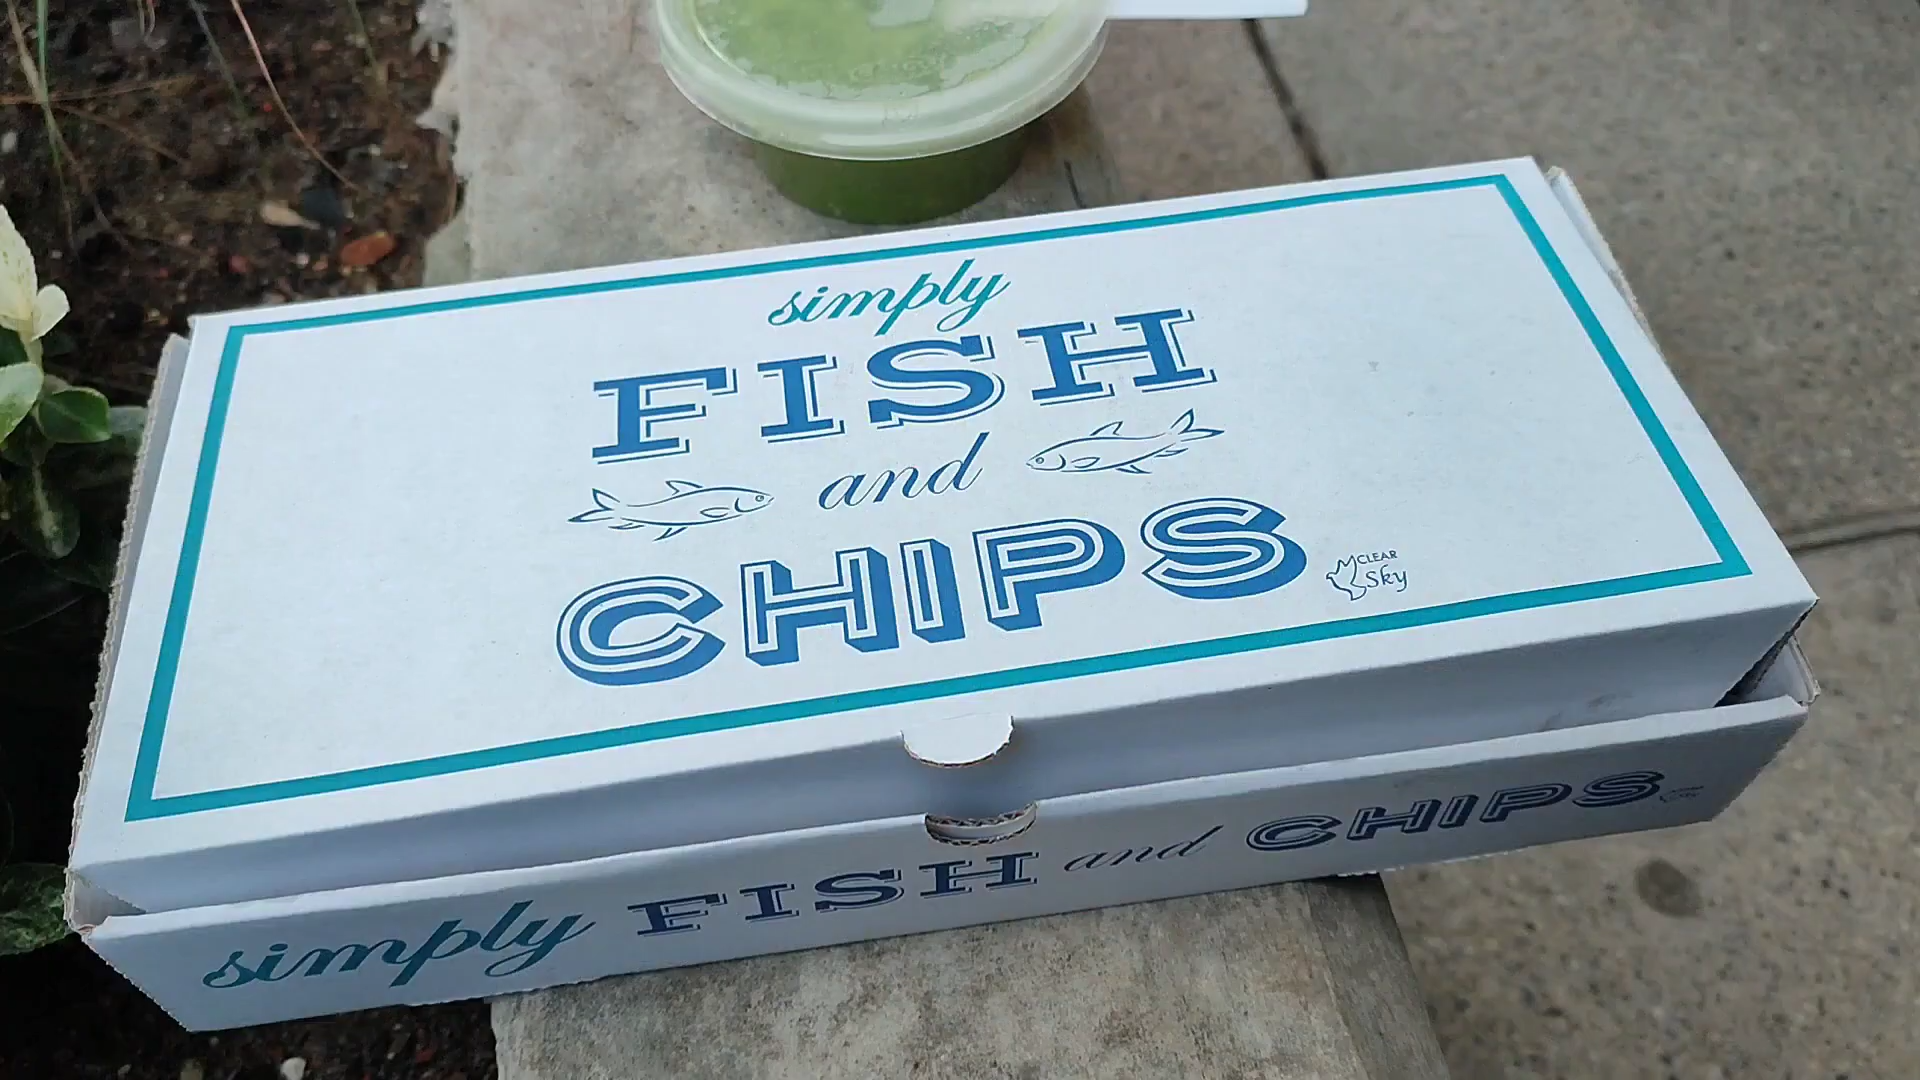 simply
FISH
and
CHIPS
CLEAR
Sky
simply FISH and CHIPS